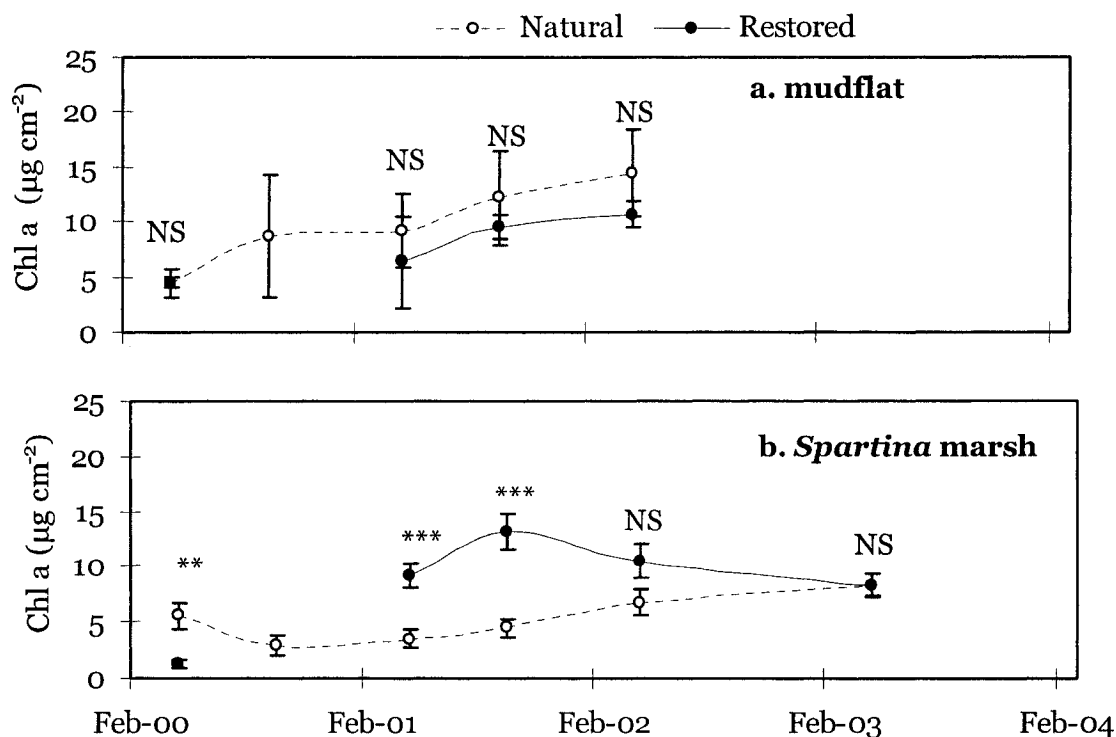 Natural Restored
a. mudflat
Chl a (µg cm⁻²)
25
20
15
10
5
0
NS
NS
NS
NS
b. Spartina marsh
Chl a (µg cm⁻²)
25
20
15
10
5
0
**
***
***
NS
NS
Feb-00 Feb-01 Feb-02 Feb-03 Feb-04